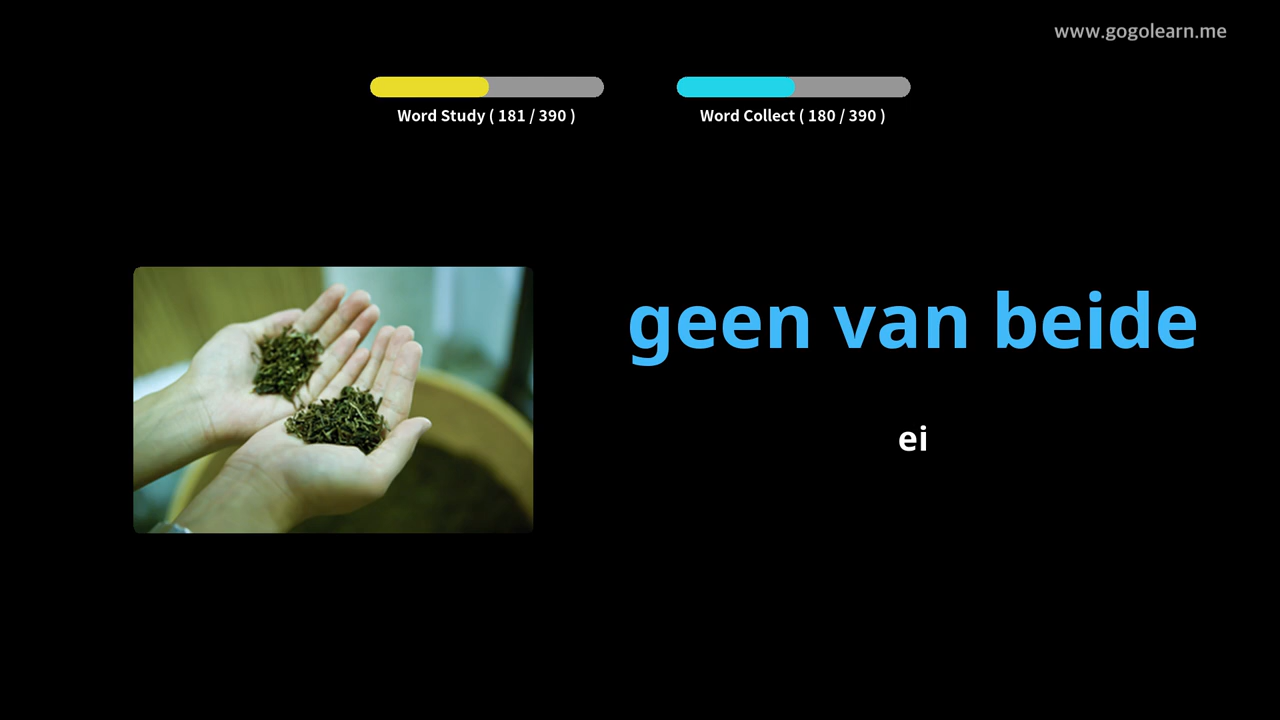 www.gogolearn.me
Word Study ( 181 / 390 )
Word Collect ( 180 / 390 )
geen van beide
ei